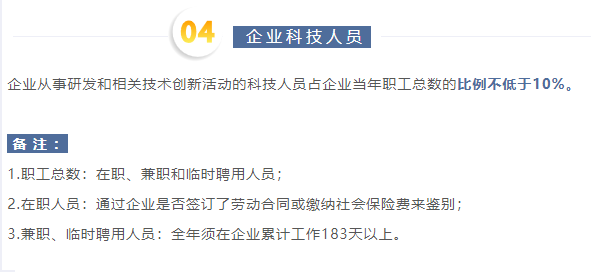 04 企业科技人员
企业从事研发和相关技术创新活动的科技人员占企业当年职工总数的比例不低于10%。
备注：
1.职工总数：在职、兼职和临时聘用人员；
2.在职人员：通过企业是否签订了劳动合同或缴纳社会保险费来鉴别；
3.兼职、临时聘用人员：全年须在企业累计工作183天以上。